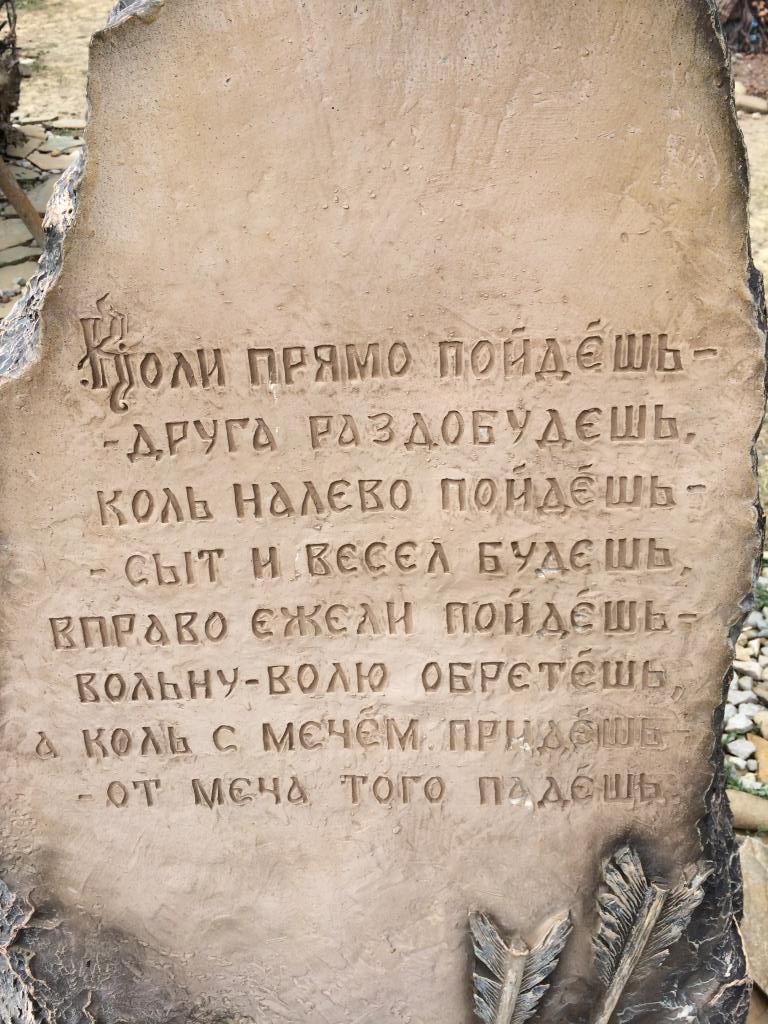 Коли прямо пойдёшь-
-друга раздобудешь,
коль налево пойдёшь-
-сыт и весел будешь,
вправо ежели пойдёшь-
вольну-волю обретёшь,
а коль с мечём придёшь-
-от меча того падёшь.